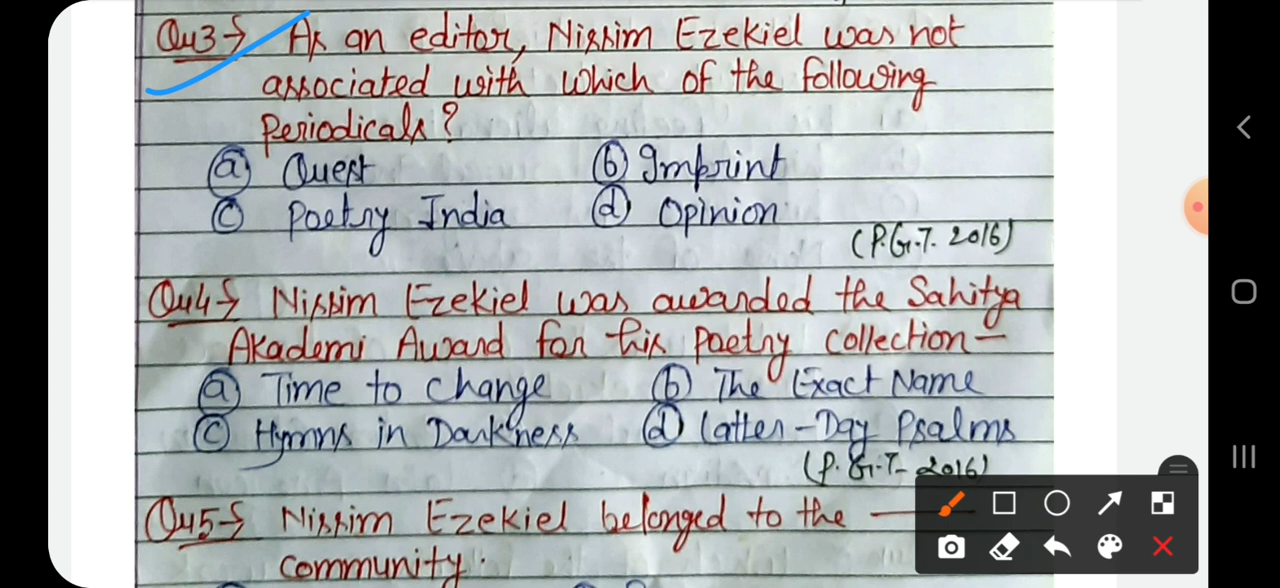 Qu3→ As an editor, Nissim Ezekiel was not
associated with which of the following
Periodicals?
(a) Quest (b) Imprint
(c) Poetry India (d) Opinion
(P.G.T. 2016)
Qu4→ Nissim Ezekiel was awarded the Sahitya
Akademi Award for his Poetry collection—
(a) Time to change (b) The Exact Name
(c) Hymns in Darkness (d) Latter-Day Psalms
(P.G.T- 2016)
Qu5→ Nissim Ezekiel belonged to the —
community.